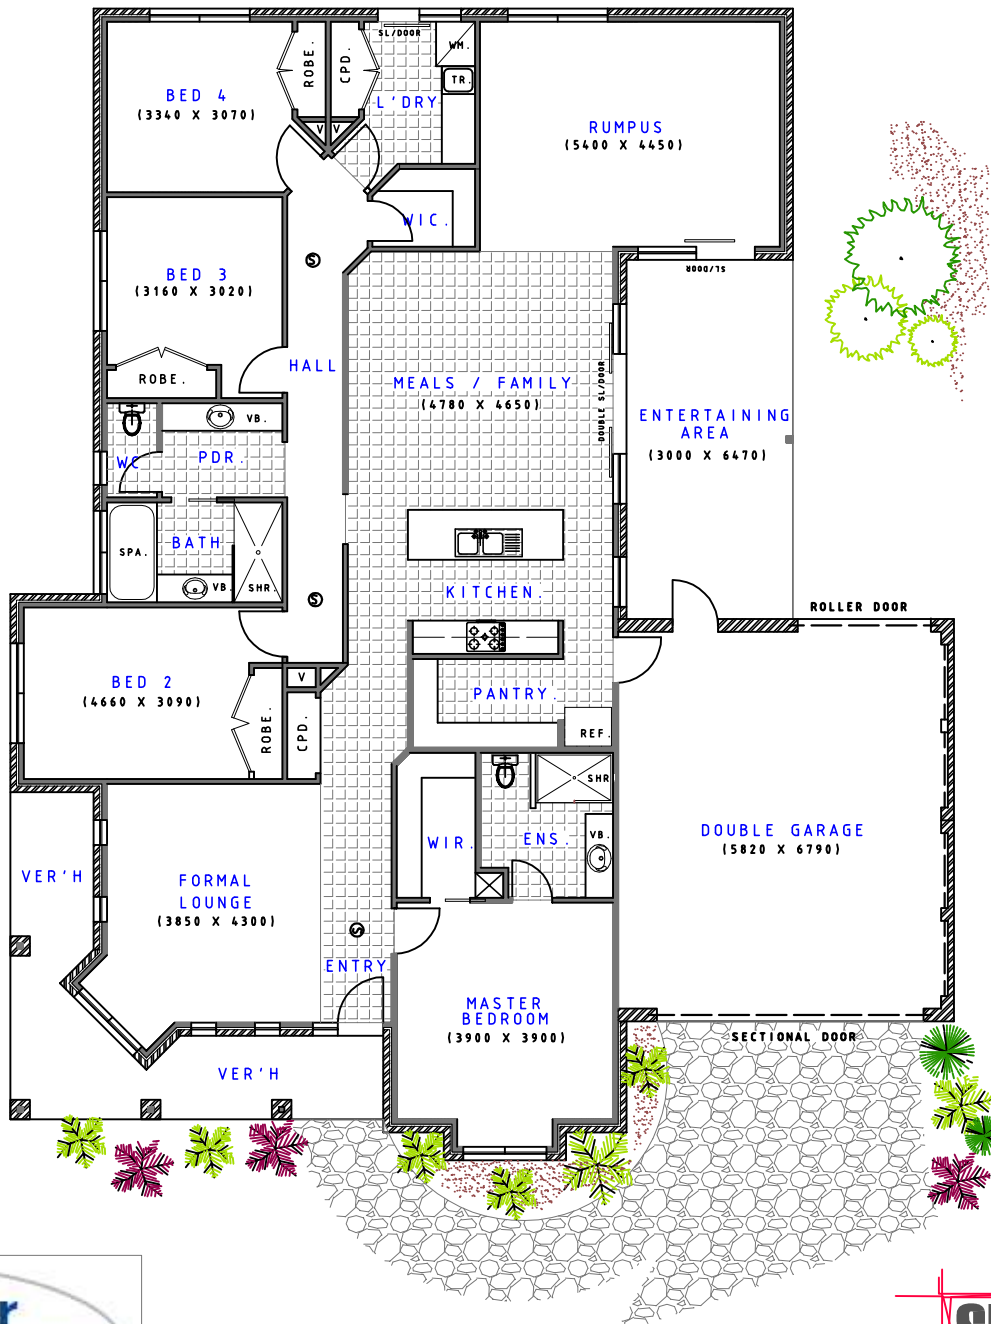 SL/DOOR
WM.
ROBE.
CPD.
TR.
BED 4
(3340 X 3070)
L'DRY
V
V
RUMPUS
(5400 X 4450)
WIC.
S
BED 3
(3160 X 3020)
SL/DOOR
HALL
ROBE.
MEALS / FAMILY
(4780 X 4650)
DOUBLE SL/DOOR
ENTERTAINING
AREA
(3000 X 6470)
VB.
WC
PDR.
BATH
SPA.
VB.
SHR.
KITCHEN.
S
ROLLER DOOR
BED 2
(4660 X 3090)
V
ROBE.
CPD.
PANTRY.
REF.
SHR
WIR.
ENS.
VB.
DOUBLE GARAGE
(5820 X 6790)
VER'H
FORMAL
LOUNGE
(3850 X 4300)
S
ENTRY
MASTER
BEDROOM
(3900 X 3900)
SECTIONAL DOOR
VER'H
r